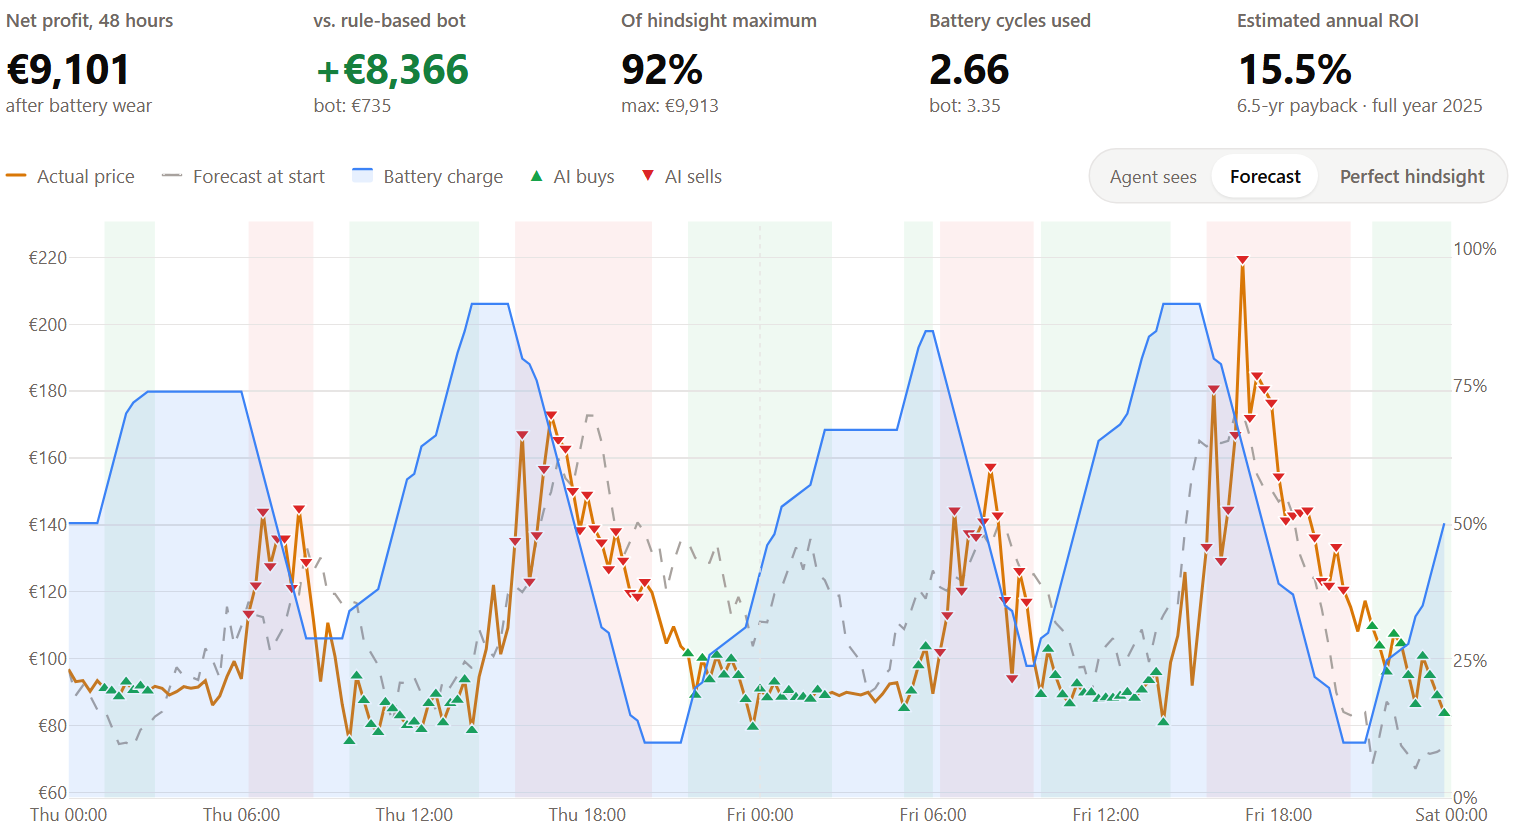 Net profit, 48 hours
€9,101
after battery wear
vs. rule-based bot
+€8,366
bot: €735
Of hindsight maximum
92%
max: €9,913
Battery cycles used
2.66
bot: 3.35
Estimated annual ROI
15.5%
6.5-yr payback · full year 2025
Actual price
Forecast at start
Battery charge
AI buys
AI sells
Agent sees
Forecast
Perfect hindsight
€220
€200
€180
€160
€140
€120
€100
€80
€60
100%
75%
50%
25%
0%
Thu 00:00
Thu 06:00
Thu 12:00
Thu 18:00
Fri 00:00
Fri 06:00
Fri 12:00
Fri 18:00
Sat 00:00